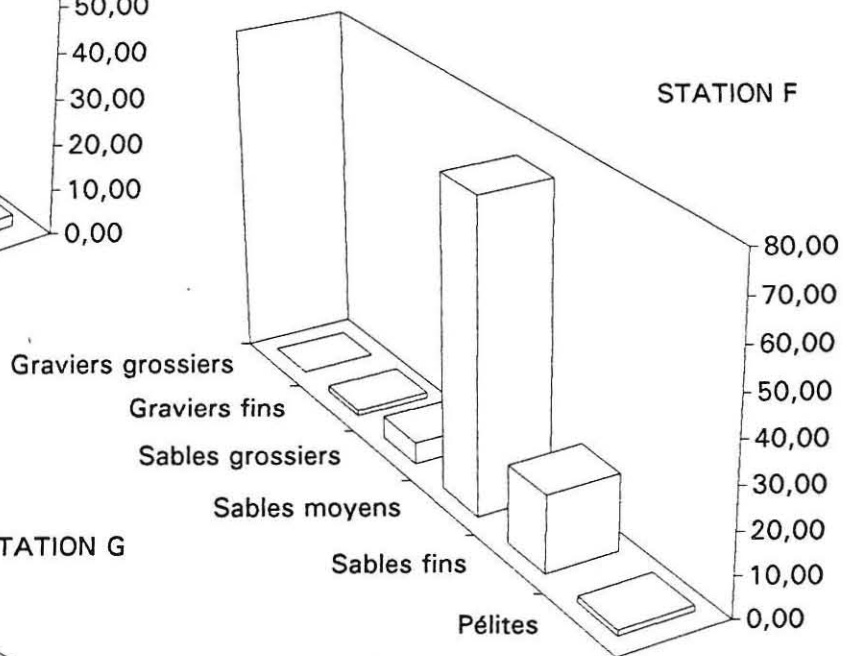 50,00
40,00
30,00
20,00
10,00
0,00
STATION F
80,00
70,00
60,00
50,00
40,00
30,00
20,00
10,00
0,00
Graviers grossiers
Graviers fins
Sables grossiers
Sables moyens
Sables fins
Pélites
TATION G